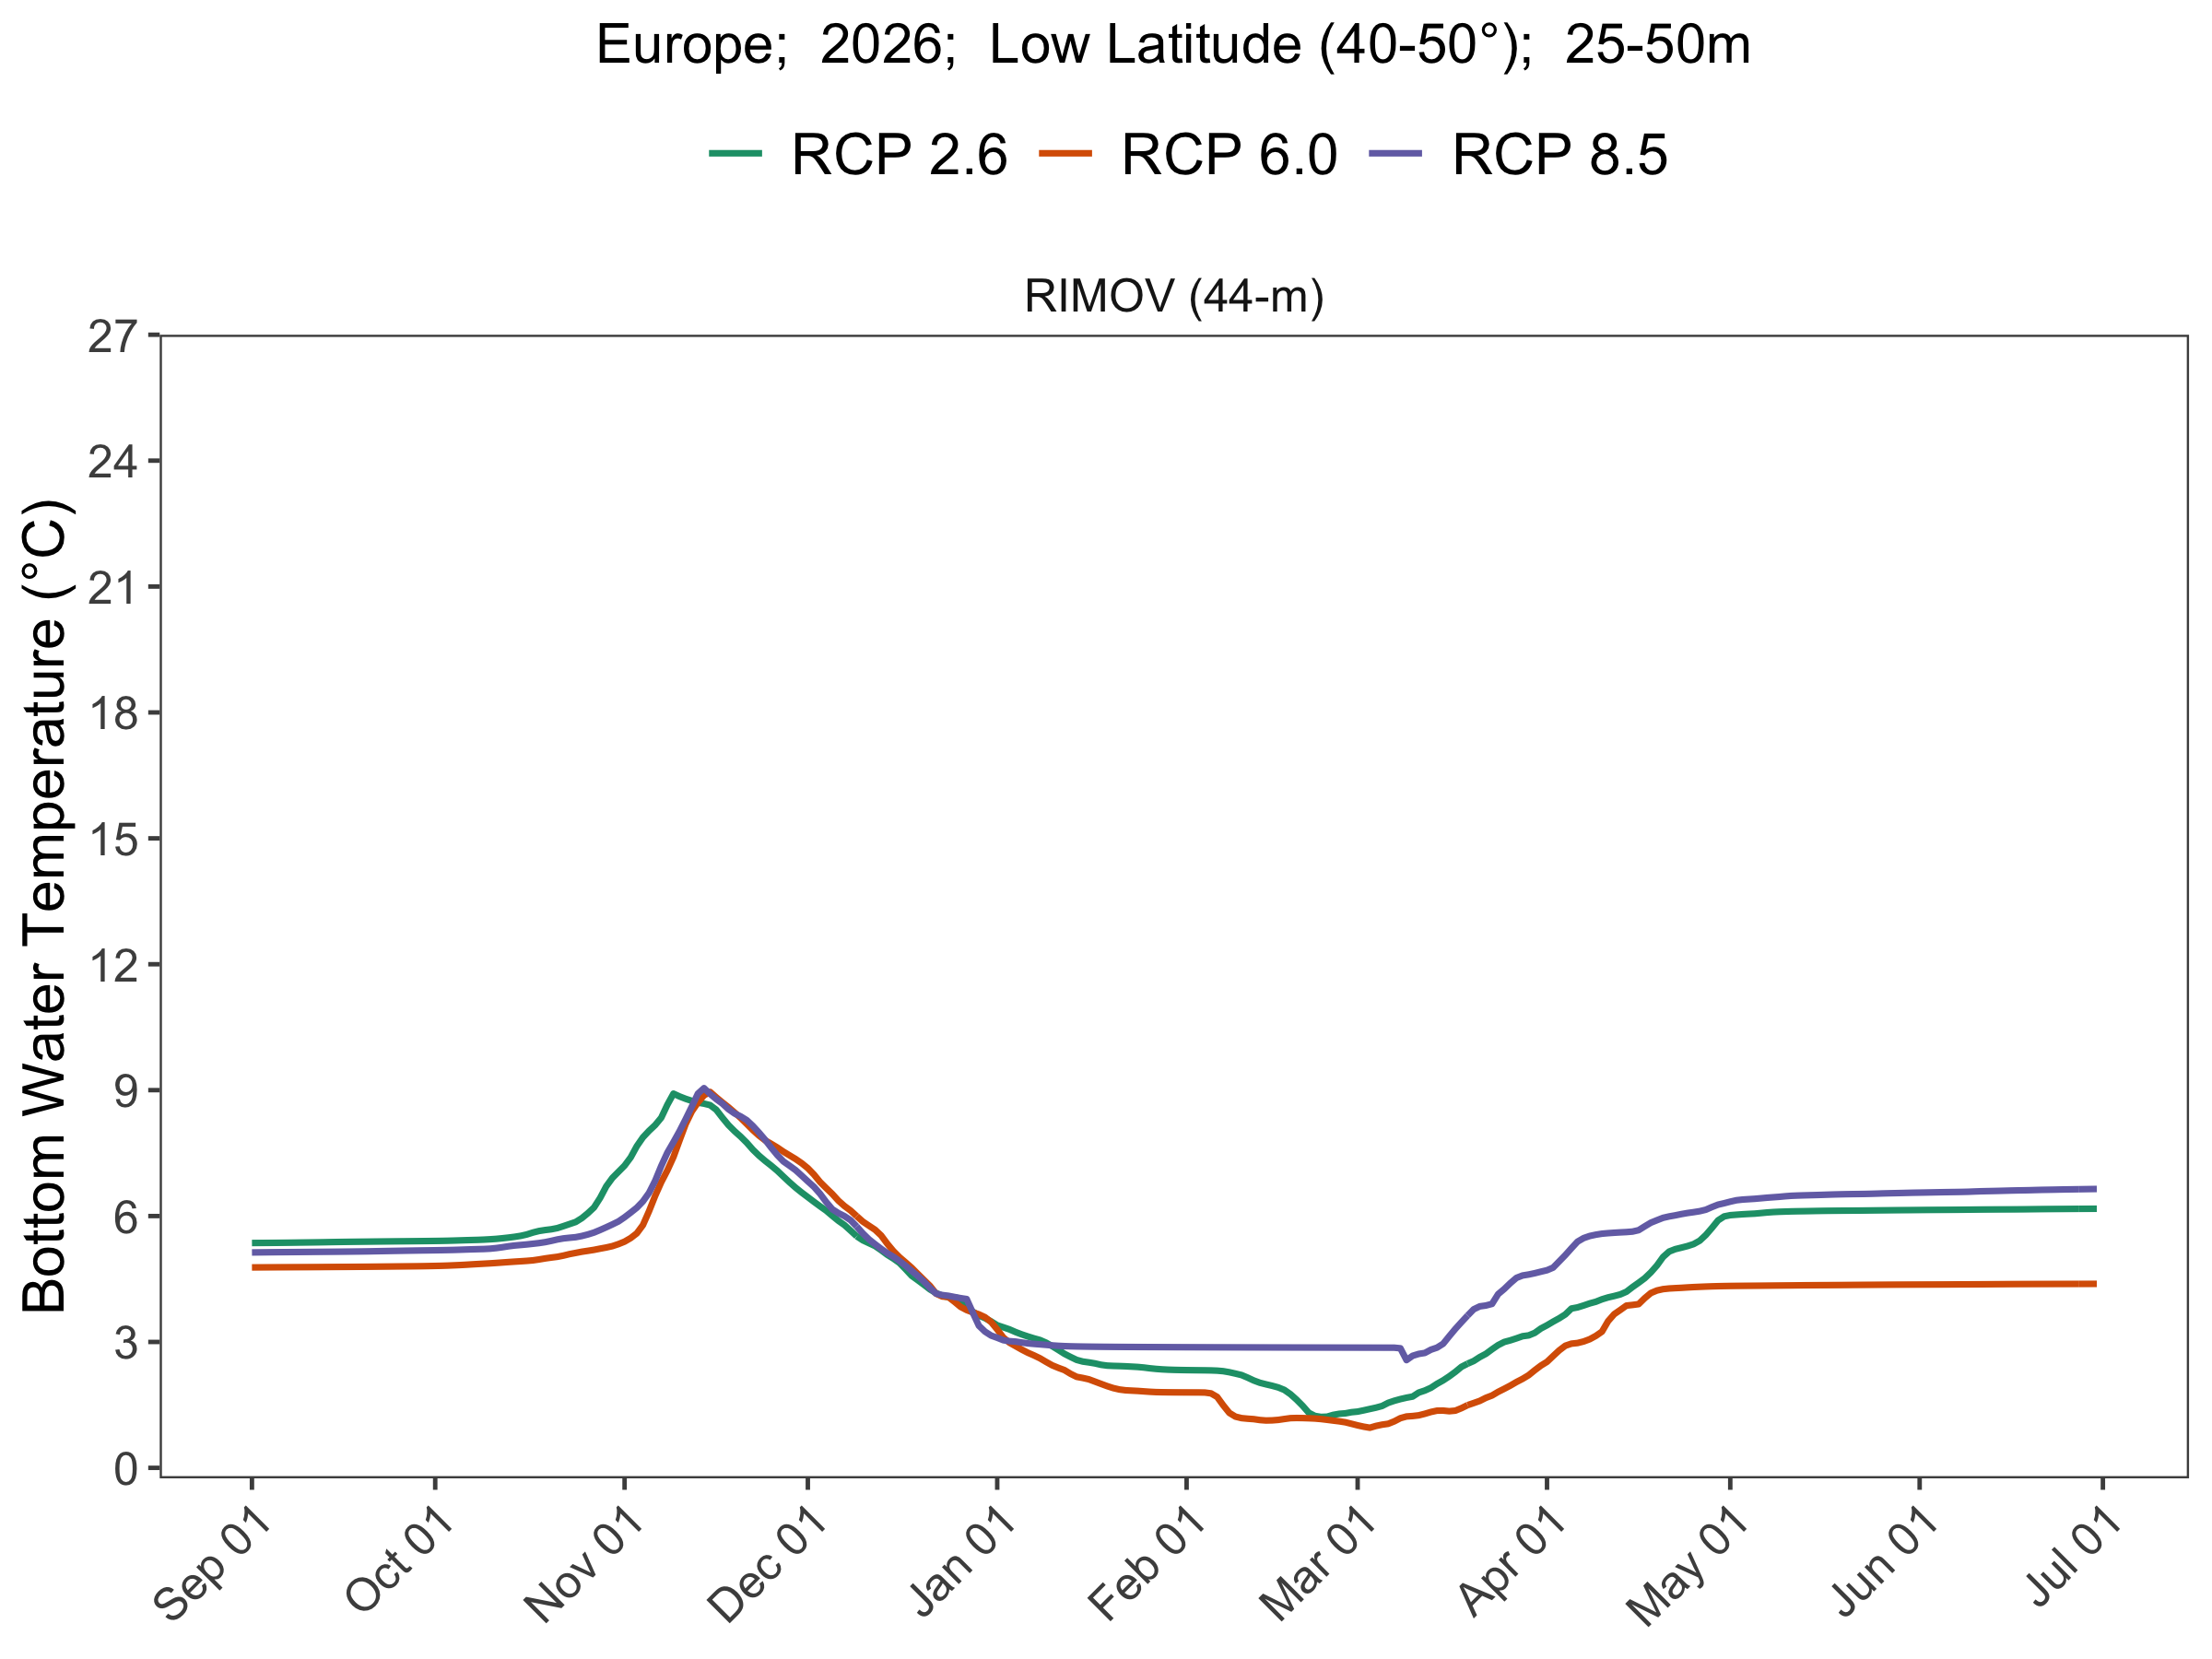 Europe; 2026; Low Latitude (40-50°); 25-50m
RCP 2.6 RCP 6.0 RCP 8.5
RIMOV (44-m)
Bottom Water Temperature (°C)
27
24
21
18
15
12
9
6
3
0
Sep 01 Oct 01 Nov 01 Dec 01 Jan 01 Feb 01 Mar 01 Apr 01 May 01 Jun 01 Jul 01